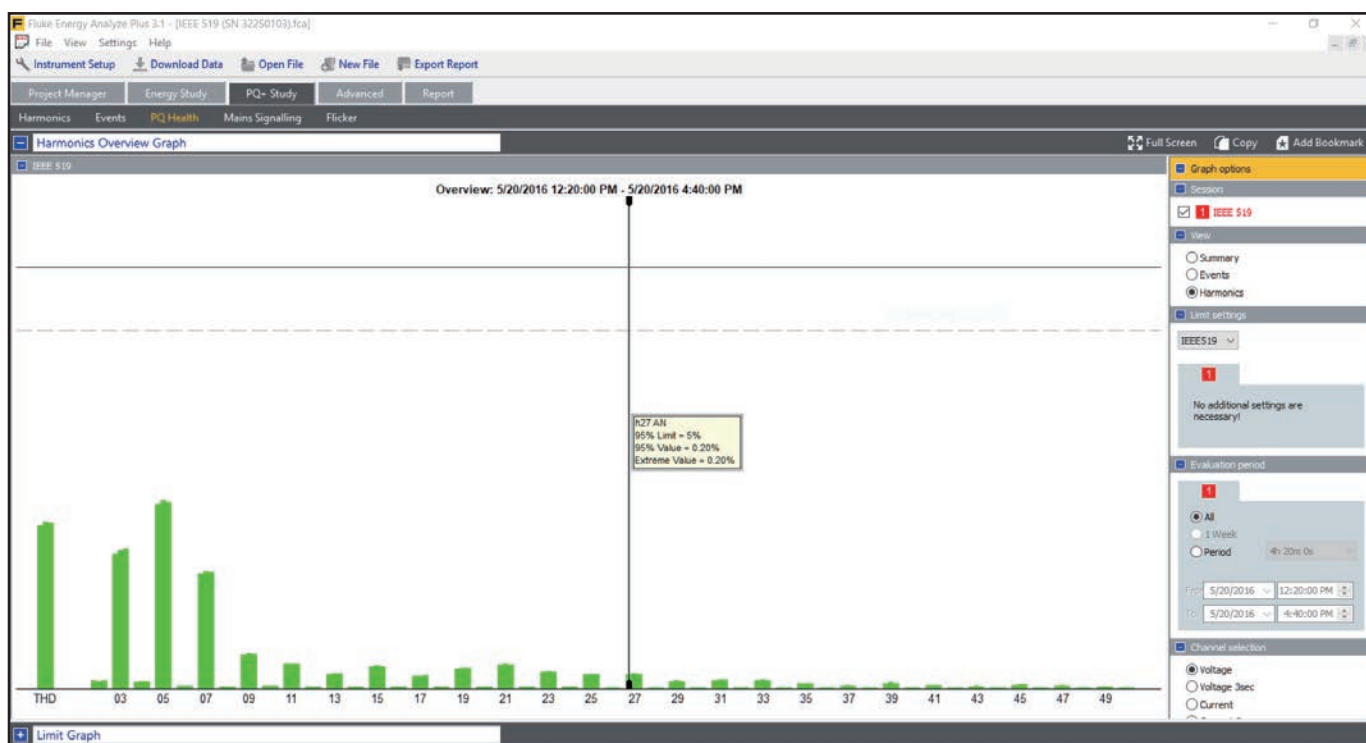 Fluke Energy Analyze Plus 3.1 - [IEEE 519 (SN 32250103).fca]
File View Settings Help
Instrument Setup Download Data Open File New File Export Report
Project Manager Energy Study PQ+ Study Advanced Report
Harmonics Events PQ Health Mains Signalling Flicker
Harmonics Overview Graph Full Screen Copy Add Bookmark
IEEE 519
Overview: 5/20/2016 12:20:00 PM - 5/20/2016 4:40:00 PM
h27 AN
95% Limit = 5%
95% Value = 0.20%
Extreme Value = 0.20%
THD 03 05 07 09 11 13 15 17 19 21 23 25 27 29 31 33 35 37 39 41 43 45 47 49
Graph options
Session
1 IEEE 519
View
Summary
Events
Harmonics
Limit settings
IEEE519
1
No additional settings are
necessary!
Evaluation period
1
All
1 Week
Period 4h 20m 0s
5/20/2016 12:20:00 PM
To 5/20/2016 4:40:00 PM
Channel selection
Voltage
Voltage 3sec
Current
Limit Graph